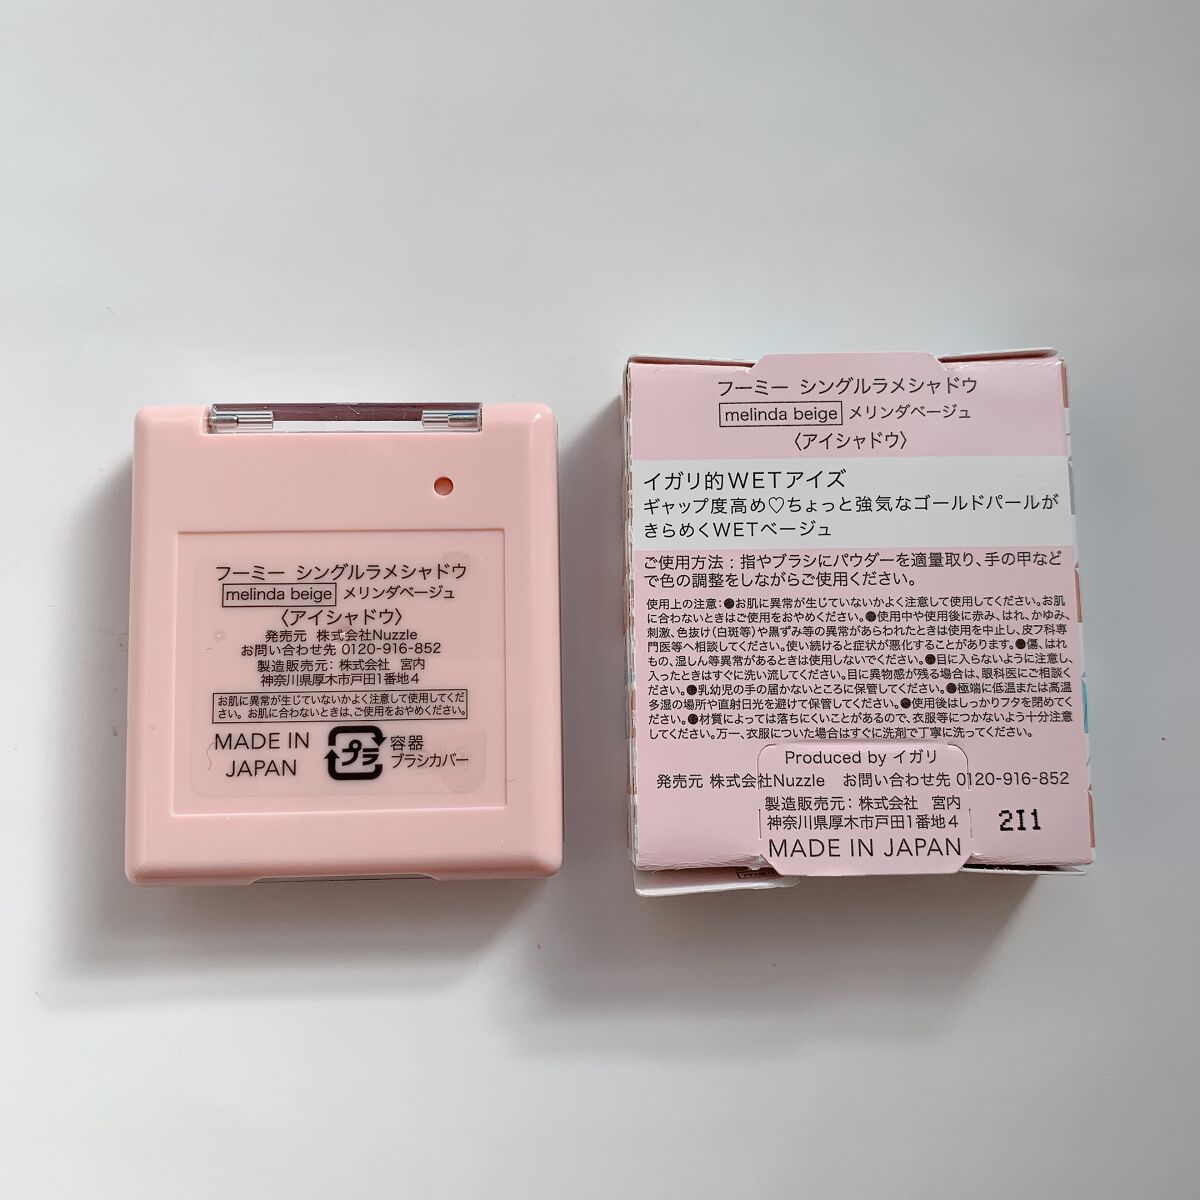 フーミー シングルラメシャドウ
melinda beige メリンダベージュ
〈アイシャドウ〉
発売元 株式会社Nuzzle
お問い合わせ先 0120-916-852
製造販売元：株式会社 宮内
神奈川県厚木市戸田1番地4
お肌に異常が生じていないかよく注意して使用してくだ
さい。お肌に合わないときは、ご使用をおやめください。
MADE IN
JAPAN
プラ
容器
ブラシカバー
フーミー シングルラメシャドウ
melinda beige メリンダベージュ
〈アイシャドウ〉
イガリ的WETアイズ
ギャップ度高め♡ちょっと強気なゴールドパールが
きらめくWETベージュ
ご使用方法：指やブラシにパウダーを適量取り、手の甲など
で色の調整をしながらご使用ください。
使用上の注意：●お肌に異常が生じていないかよく注意して使用してください。お肌
に合わないときはご使用をおやめください。●使用中や使用後に赤み、はれ、かゆみ、
刺激、色抜け(白斑等)や黒ずみ等の異常があらわれたときは使用を中止し、皮フ科専
門医等へ相談してください。使い続けると症状が悪化することがあります。●傷、はれ
もの、湿しん等異常があるときは使用しないでください。●目に入らないように注意し、
入ったときはすぐに洗い流してください。目に異物感が残る場合は、眼科医にご相談く
ださい。●乳幼児の手の届かないところに保管してください。●極端に低温または高温
多湿の場所や直射日光を避けて保管してください。●使用後はしっかりフタを閉めてく
ださい。●材質によっては落ちにくいことがあるので、衣服等につかないよう十分注意
してください。万一、衣服についた場合はすぐに洗剤で丁寧に洗ってください。
Produced by イガリ
発売元 株式会社Nuzzle お問い合わせ先 0120-916-852
製造販売元：株式会社 宮内
神奈川県厚木市戸田1番地4
2I1
MADE IN JAPAN